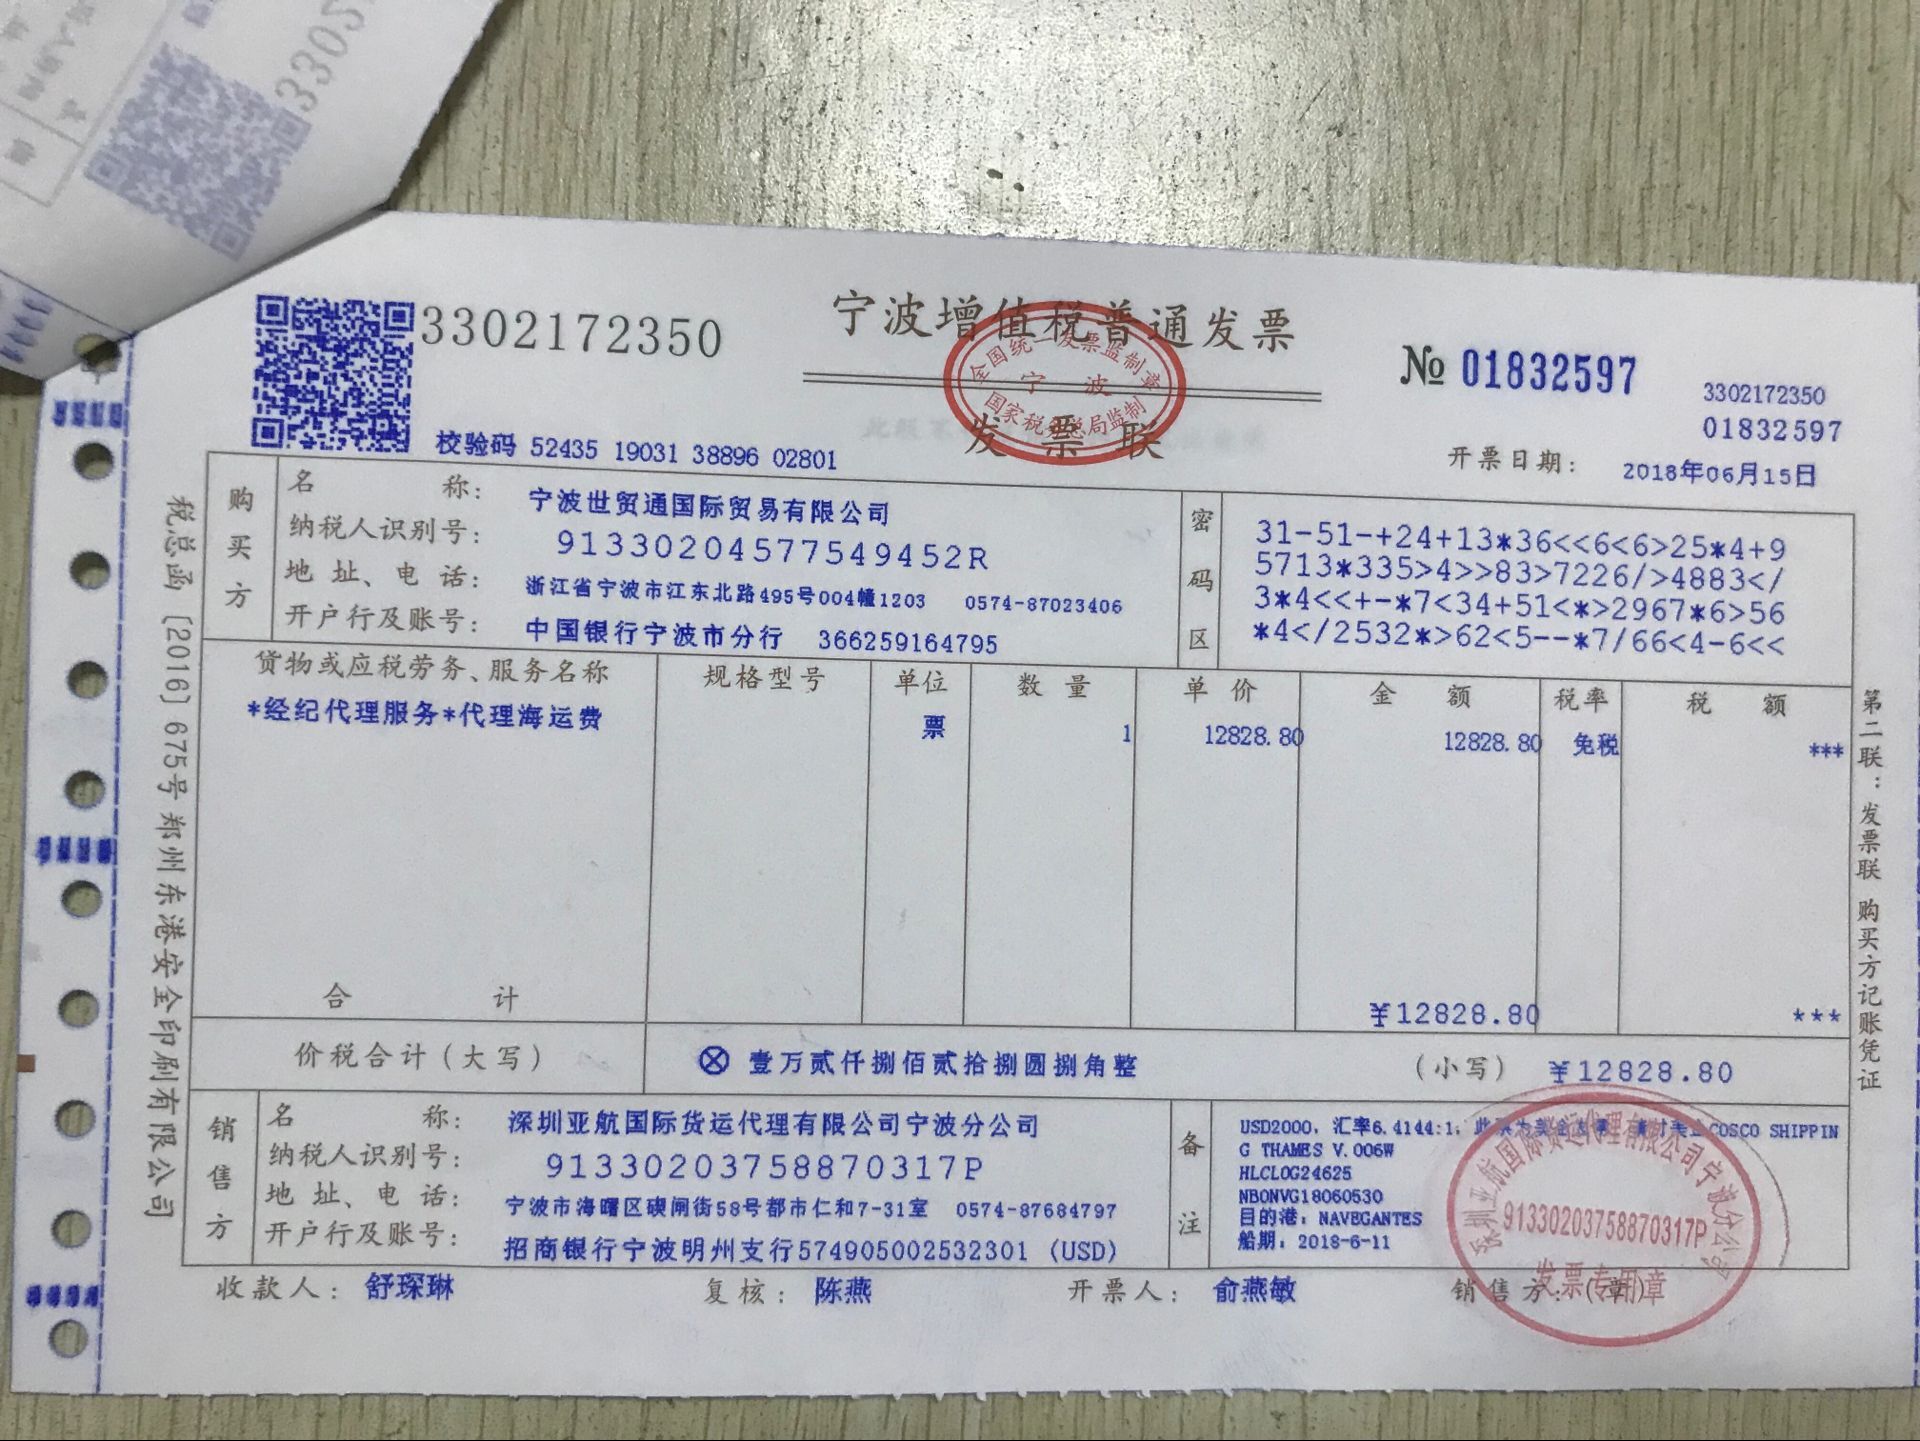 3302172350
宁波增值税普通发票
发票联
全国统一发票监制章
宁波
国家税务总局监制
№ 01832597
3302172350
01832597
校验码 52435 19031 38896 02801
开票日期： 2018年06月15日
购买方
名 称： 宁波世贸通国际贸易有限公司
纳税人识别号： 91330204577549452R
地 址、电 话： 浙江省宁波市江东北路495号004幢1203 0574-87023406
开户行及账号： 中国银行宁波市分行 366259164795
密码区
31-51-+24+13*36<<6<6>25*4+9
5713*335>4>>83>7226/>4883</
3*4<<+-*7<34+51<*>2967*6>56
*4</2532*>62<5--*7/66<4-6<<
货物或应税劳务、服务名称 规格型号 单位 数 量 单 价 金 额 税率 税 额
*经纪代理服务*代理海运费 票 1 12828.80 12828.80 免税 ***
合 计 ¥12828.80 ***
价税合计（大写） ⊗ 壹万贰仟捌佰贰拾捌圆捌角整 （小写） ¥12828.80
销售方
名 称： 深圳亚航国际货运代理有限公司宁波分公司
纳税人识别号： 91330203758870317P
地 址、电 话： 宁波市海曙区碶闸街58号都市仁和7-31室 0574-87684797
开户行及账号： 招商银行宁波明州支行574905002532301 (USD)
备注
USD2000，汇率6.4144:1，COSCO SHIPPIN
G THAMES V.006W
HLCLOG24625
NBONVG18060530
目的港：NAVEGANTES
船期：2018-6-11
深圳亚航国际货运代理有限公司宁波分公司
91330203758870317P
发票专用章
收款人： 舒琛琳 复核： 陈燕 开票人： 俞燕敏 销售方：（章）
税总函［2016］675号郑州东港安全印刷有限公司
第二联：发票联 购买方记账凭证